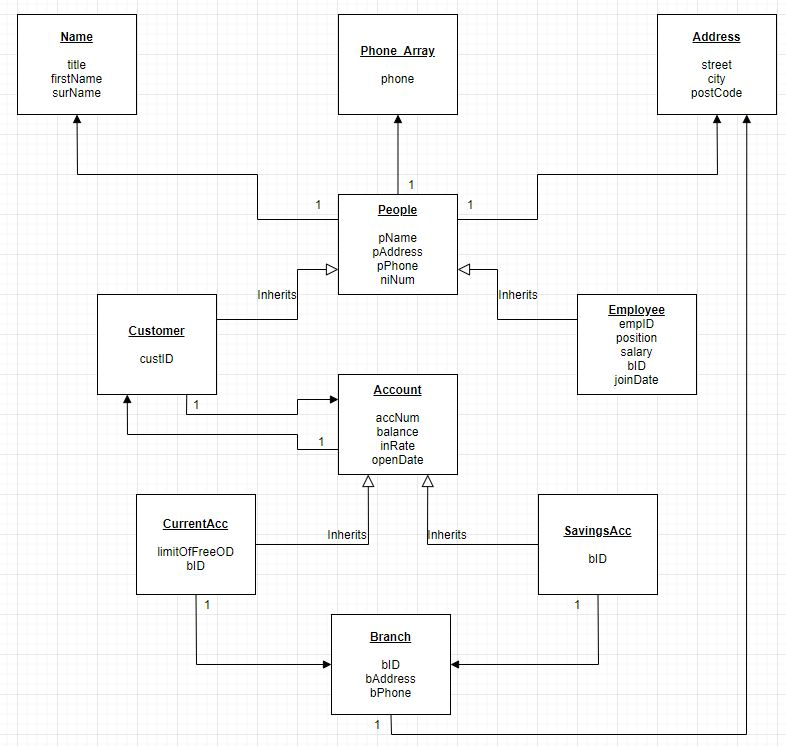 Name
title
firstName
surName
Phone_Array
phone
Address
street
city
postCode
1
1
1
People
pName
pAddress
pPhone
niNum
Inherits
Inherits
Customer
custID
Employee
empID
position
salary
bID
joinDate
1
Account
accNum
balance
inRate
openDate
1
CurrentAcc
limitOfFreeOD
bID
Inherits
Inherits
SavingsAcc
bID
1
1
Branch
bID
bAddress
bPhone
1